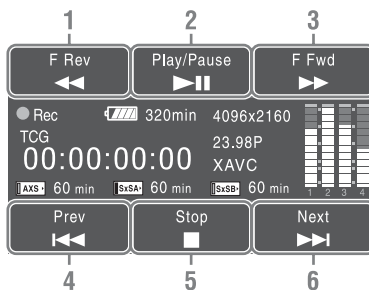 1 2 3
F Rev Play/Pause F Fwd
Rec 320min 4096x2160
TCG 23.98P
00:00:00:00 XAVC
AXS 60 min SxSA 60 min SxSB 60 min
1 2 3 4
Prev Stop Next
4 5 6